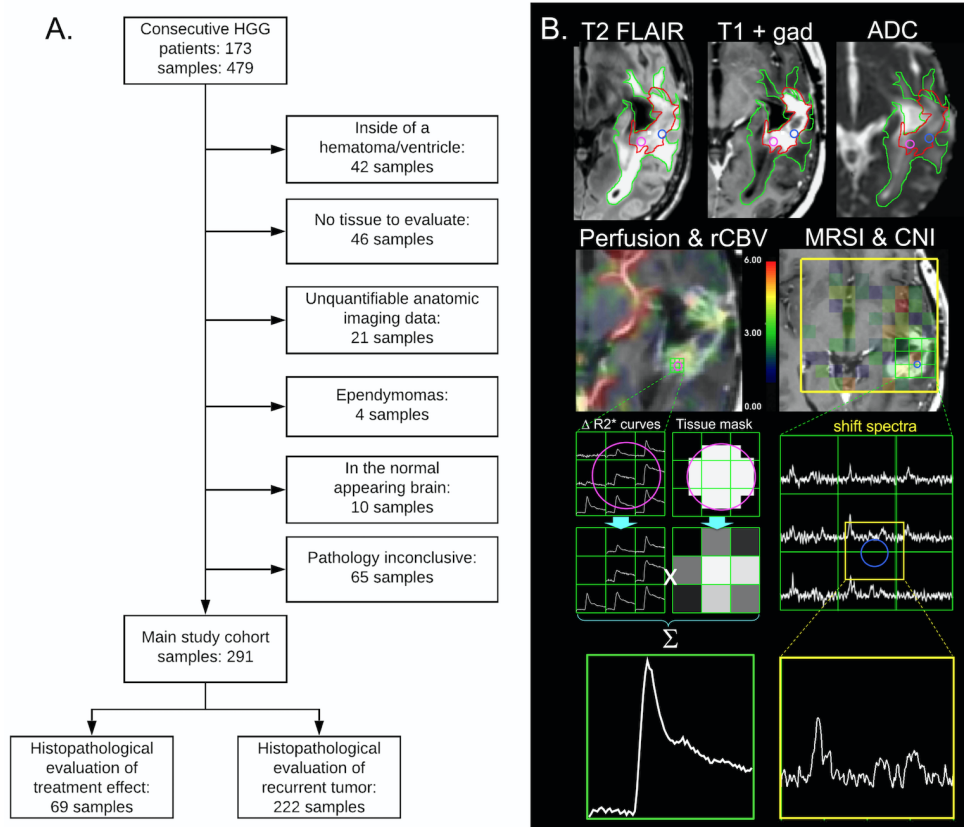 A.
Consecutive HGG
patients: 173
samples: 479
Inside of a
hematoma/ventricle:
42 samples
No tissue to evaluate:
46 samples
Unquantifiable anatomic
imaging data:
21 samples
Ependymomas:
4 samples
In the normal
appearing brain:
10 samples
Pathology inconclusive:
65 samples
Main study cohort
samples: 291
Histopathological
evaluation of
treatment effect:
69 samples
Histopathological
evaluation of
recurrent tumor:
222 samples
B.
T2 FLAIR
T1 + gad
ADC
Perfusion & rCBV
MRSI & CNI
6.00
3.00
0.00
Δ R2* curves
Tissue mask
shift spectra
X
Σ